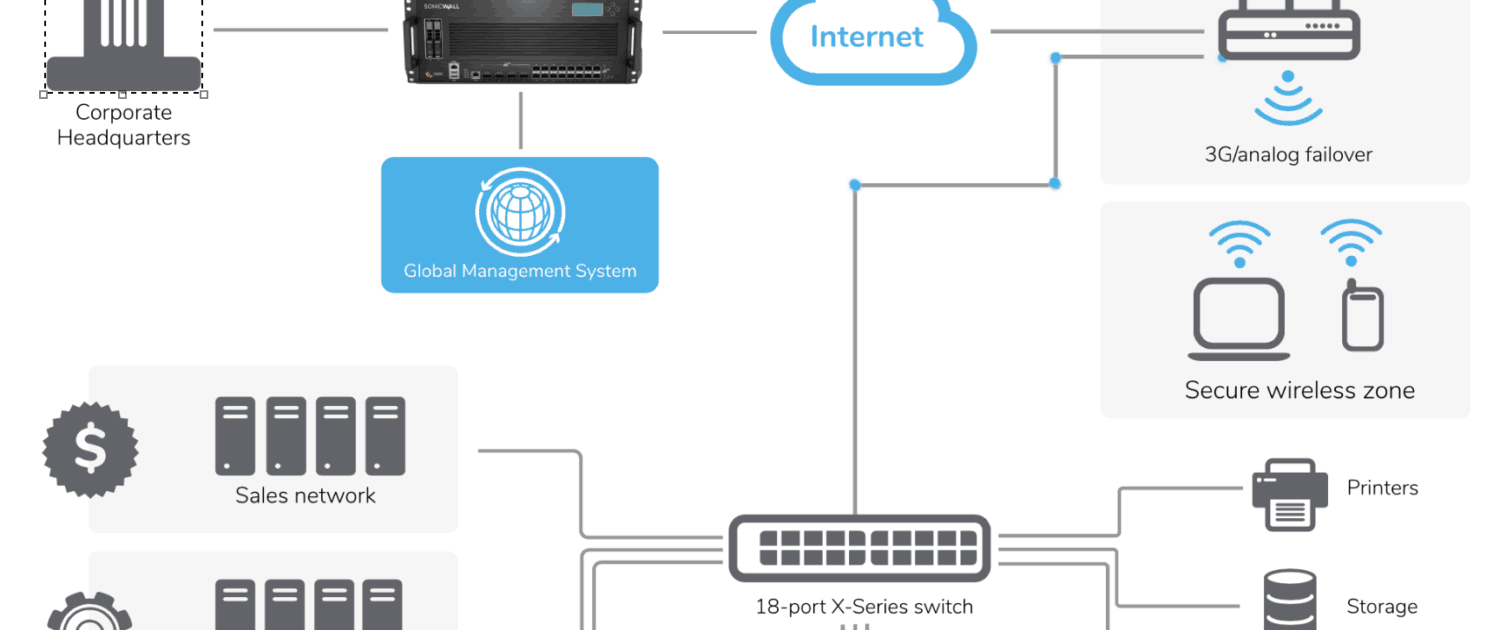 SONICWALL
Internet
Corporate
Headquarters
3G/analog failover
Global Management System
Secure wireless zone
$
Sales network
Printers
18-port X-Series switch
Storage